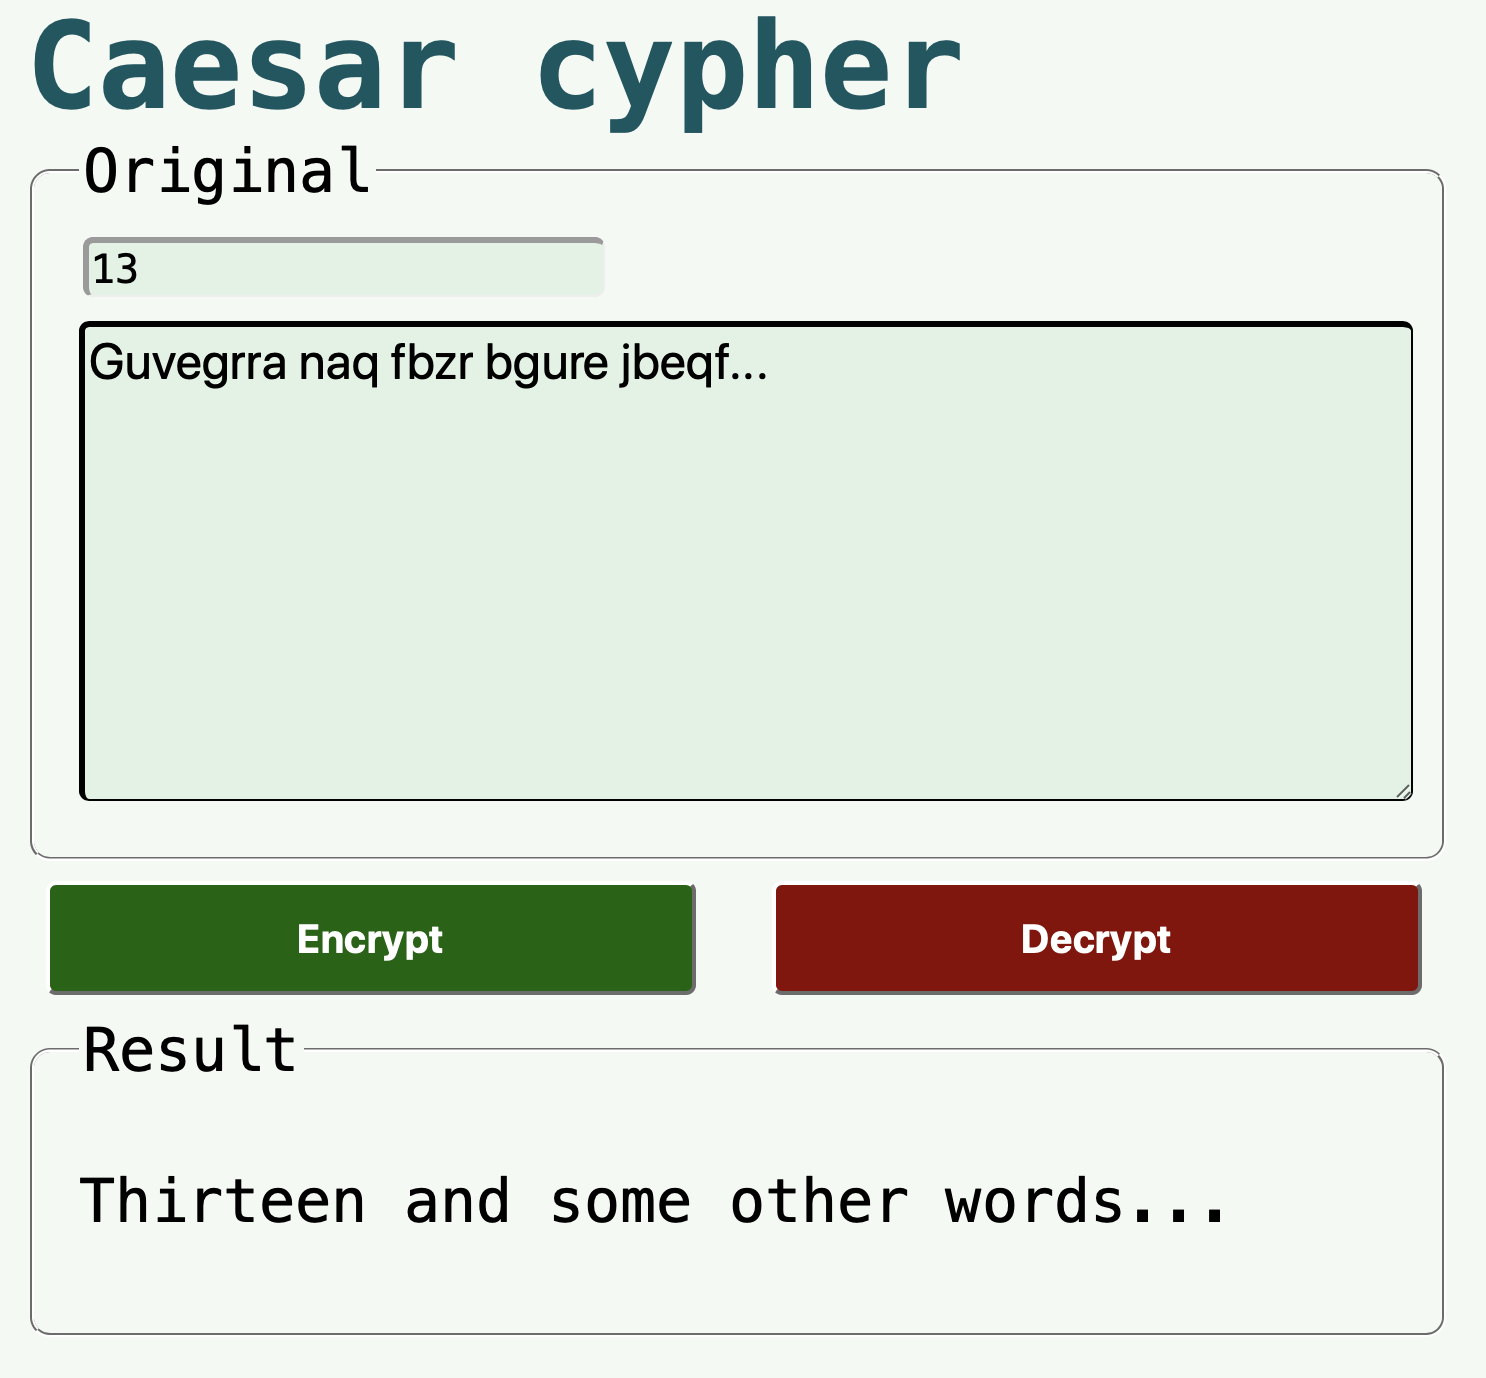 Caesar cypher
Original
13
Guvegrra naq fbzr bgure jbeqf...
Encrypt
Decrypt
Result
Thirteen and some other words...